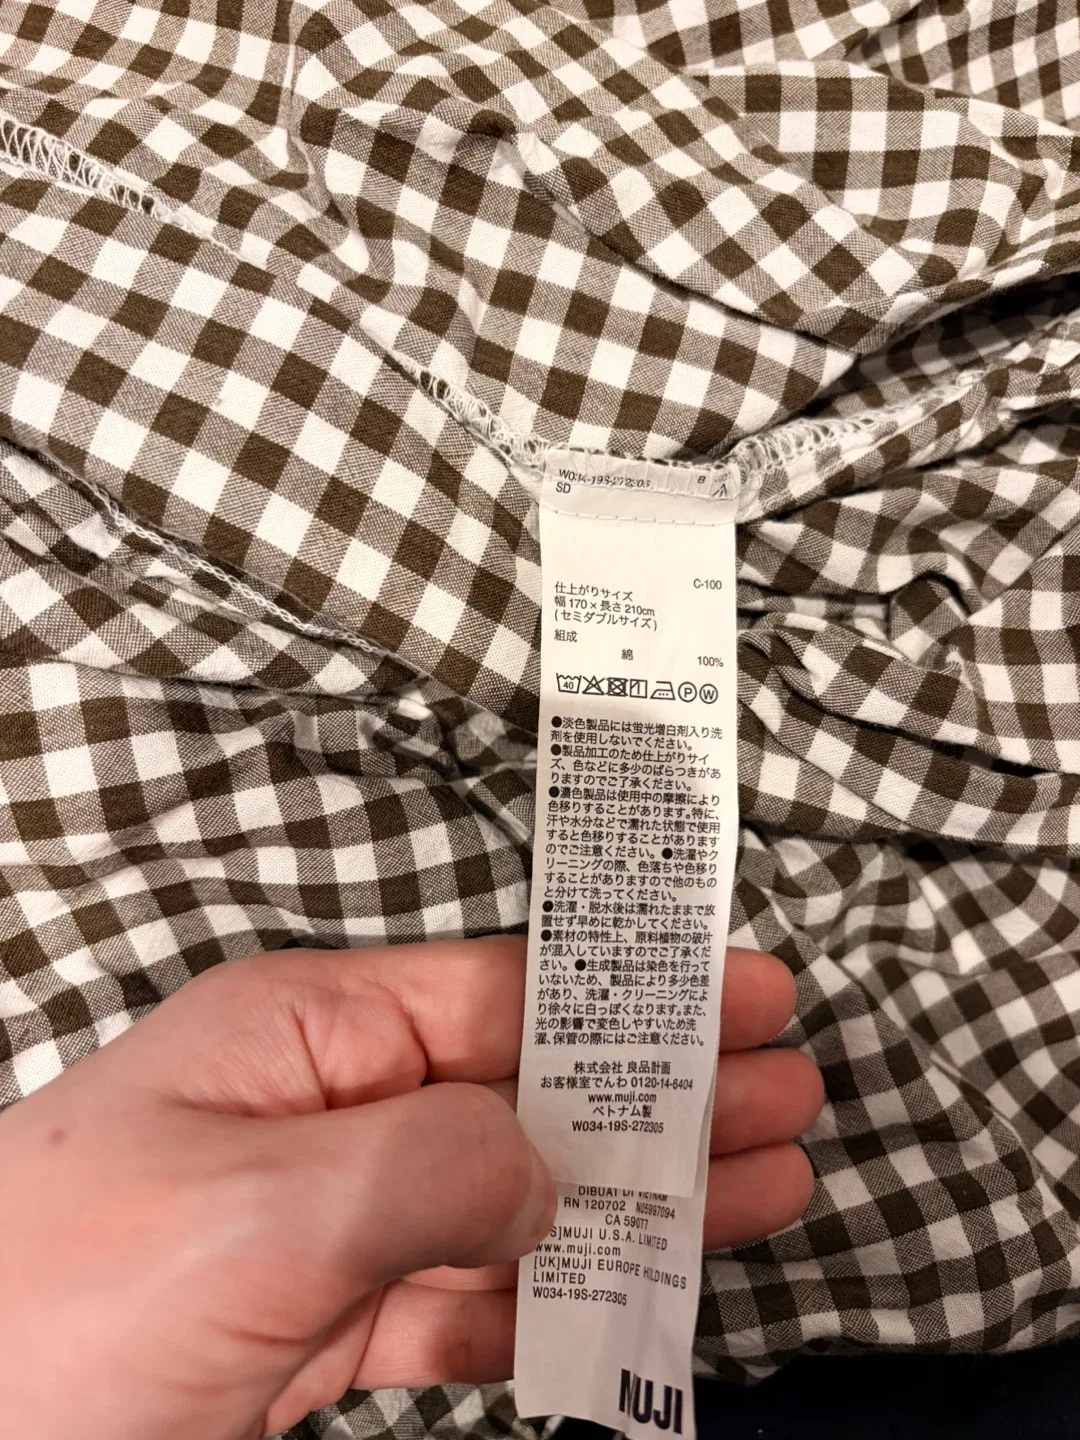 W034-19S-272305 B
SD
C-100
仕上がりサイズ
幅 170 × 長さ 210cm
(セミダブルサイズ)
組成
綿 100%
40 P W
●淡色製品には蛍光増白剤入り洗
剤を使用しないでください。
●製品加工のため仕上がりサイ
ズ、色などに多少のばらつきがあ
りますのでご了承ください。
●濃色製品は使用中の摩擦により
色移りすることがあります。特に、
汗や水分などで濡れた状態で使用
すると色移りすることがあります
のでご注意ください。●洗濯やク
リーニングの際、色落ちや色移り
することがありますので他のもの
と分けて洗ってください。
●洗濯・脱水後は濡れたままで放
置せず早めに乾かしてください。
●素材の特性上、原料植物の破片
が混入していますのでご了承くだ
さい。●生成製品は染色を行って
いないため、製品により多少色差
があり、洗濯・クリーニングによ
り徐々に白っぽくなります。また、
光の影響で変色しやすいため洗
濯、保管の際にはご注意ください。
株式会社 良品計画
お客様室でんわ 0120-14-6404
www.muji.com
ベトナム製
W034-19S-272305
DIBUAT DI VIETNAM
RN 120702 N05997094
CA 59077
S]MUJI U.S.A. LIMITED
www.muji.com
[UK]MUJI EUROPE HOLDINGS
LIMITED
W034-19S-272305
MUJI